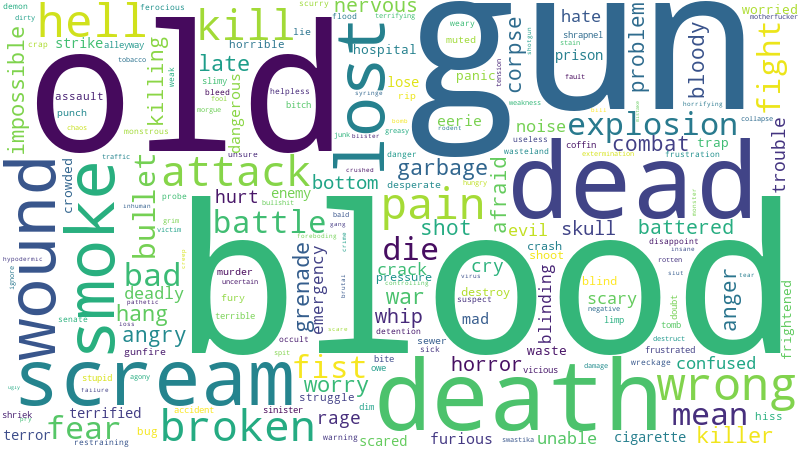 demon
dirty
hell
ferocious
kill
scurry
flood
terrifying
nervous
weary
hate
shrapnel
worried
motherfucker
crap
strike
alleyway
horrible
lie
hospital
muted
stain
prison
problem
impossible
tobacco
killing
late
weak
slimy
helpless
old
assault
punch
chaos
bleed
fool
bitch
morgue
monstrous
dangerous
lost
syringe
lose
rip
panic
tension
shotgun
gun
corpse
fault
bloody
horrifying
fight
collapse
eerie
weakness
explosion
noise
useless
combat
trap
junk
blister
greasy
rodent
wasteland
coffin
extermination
frustration
trouble
traffic
unsure
crushed
danger
garbage
wound
crowded
attack
bottom
desperate
hungry
afraid
dead
smoke
bullet
probe
hurt
enemy
pain
inhuman
bullshit
bald
gang
grim
victim
battle
foreboding
crime
die
shot
evil
skull
battered
disappoint
insane
monster
hypodermic
ignore
bad
murder
uncertain
grenade
emergency
brutal
crack
cry
crash
shoot
blinding
blind
rotten
slut
tear
pathetic
deadly
fury
pressure
virus
controlling
destroy
suspect
scary
negative
doubt
tomb
anger
frightened
blood
senate
loss
hang
terrible
scare
war
whip
mad
limp
destruct
angry
gunfire
occult
detention
sewer
sick
waste
frustrated
wreckage
confused
scream
spit
fist
bite
owe
horror
vicious
damage
ugly
stupid
agony
failure
worry
struggle
death
wrong
shriek
accident
sinister
dim
mean
hiss
fear
terrified
broken
rage
terror
bug
restraining
warning
scared
furious
swastika
unable
cigarette
killer